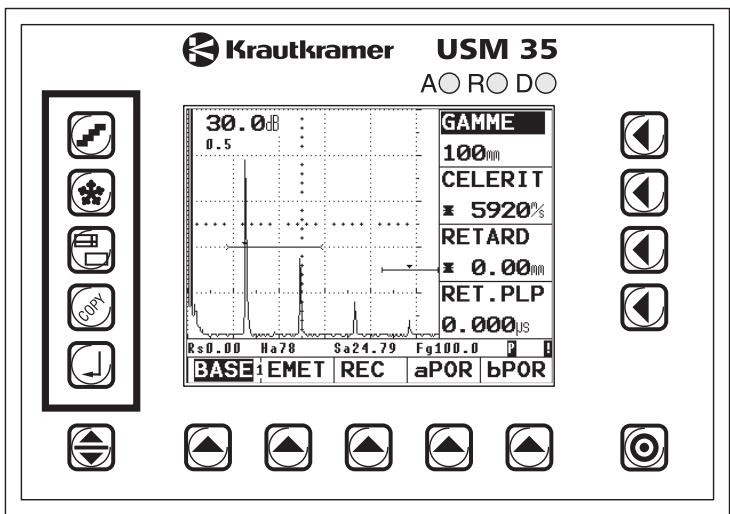 Krautkramer USM 35
A R D
30.0dB
0.5
GAMME
100mm
CELERIT
5920m/s
RETARD
0.00mm
RET.PLP
0.000µs
COPY
Rs0.00 Ha78 Sa24.79 Fg100.0 P !
BASE 1 EMET REC aPOR bPOR